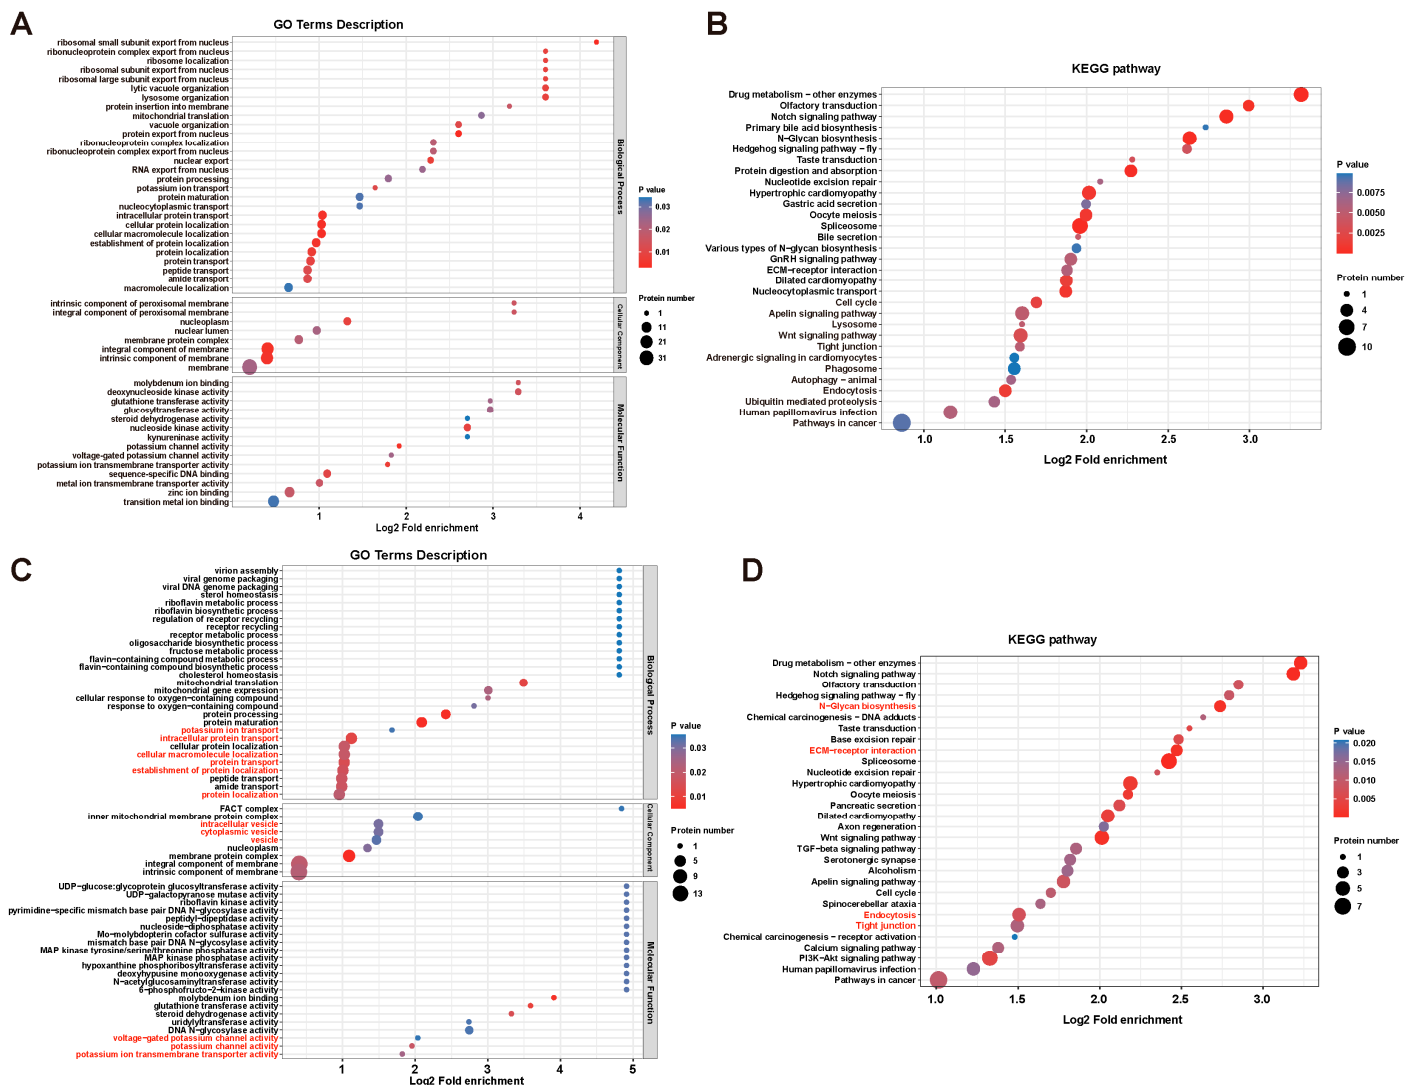 A
GO Terms Description
ribosomal small subunit export from nucleus
ribonucleoprotein complex export from nucleus
ribosome localization
ribosomal subunit export from nucleus
ribosomal large subunit export from nucleus
lytic vacuole organization
lysosome organization
protein insertion into membrane
mitochondrial translation
vacuole organization
protein export from nucleus
ribonucleoprotein complex localization
ribonucleoprotein complex export from nucleus
nuclear export
RNA export from nucleus
protein processing
potassium ion transport
protein maturation
nucleocytoplasmic transport
intracellular protein transport
cellular protein localization
cellular macromolecule localization
establishment of protein localization
protein localization
protein transport
peptide transport
amide transport
macromolecule localization
Biological Process
intrinsic component of peroxisomal membrane
integral component of peroxisomal membrane
nucleoplasm
nuclear lumen
membrane protein complex
integral component of membrane
intrinsic component of membrane
membrane
Cellular Component
molybdenum ion binding
deoxynucleoside kinase activity
glutathione transferase activity
glucosyltransferase activity
steroid dehydrogenase activity
nucleoside kinase activity
kynureninase activity
potassium channel activity
voltage-gated potassium channel activity
potassium ion transmembrane transporter activity
sequence-specific DNA binding
metal ion transmembrane transporter activity
zinc ion binding
transition metal ion binding
Molecular Function
1 2 3 4
Log2 Fold enrichment
P value
0.03
0.02
0.01
Protein number
1
11
21
31
B
KEGG pathway
Drug metabolism - other enzymes
Olfactory transduction
Notch signaling pathway
Primary bile acid biosynthesis
N-Glycan biosynthesis
Hedgehog signaling pathway - fly
Taste transduction
Protein digestion and absorption
Nucleotide excision repair
Hypertrophic cardiomyopathy
Gastric acid secretion
Oocyte meiosis
Spliceosome
Bile secretion
Various types of N-glycan biosynthesis
GnRH signaling pathway
ECM-receptor interaction
Dilated cardiomyopathy
Nucleocytoplasmic transport
Cell cycle
Apelin signaling pathway
Lysosome
Wnt signaling pathway
Tight junction
Adrenergic signaling in cardiomyocytes
Phagosome
Autophagy - animal
Endocytosis
Ubiquitin mediated proteolysis
Human papillomavirus infection
Pathways in cancer
1.0 1.5 2.0 2.5 3.0
Log2 Fold enrichment
P value
0.0075
0.0050
0.0025
Protein number
1
4
7
10
C
GO Terms Description
virion assembly
viral genome packaging
viral DNA genome packaging
sterol homeostasis
riboflavin metabolic process
riboflavin biosynthetic process
regulation of receptor recycling
receptor recycling
receptor metabolic process
oligosaccharide biosynthetic process
fructose metabolic process
flavin-containing compound metabolic process
flavin-containing compound biosynthetic process
cholesterol homeostasis
mitochondrial translation
mitochondrial gene expression
cellular response to oxygen-containing compound
response to oxygen-containing compound
protein processing
protein maturation
potassium ion transport
intracellular protein transport
cellular protein localization
cellular macromolecule localization
protein transport
establishment of protein localization
peptide transport
amide transport
protein localization
Biological Process
FACT complex
inner mitochondrial membrane protein complex
intracellular vesicle
cytoplasmic vesicle
vesicle
nucleoplasm
membrane protein complex
integral component of membrane
intrinsic component of membrane
Cellular Component
UDP-glucose:glycoprotein glucosyltransferase activity
UDP-galactopyranose mutase activity
riboflavin kinase activity
pyrimidine-specific mismatch base pair DNA N-glycosylase activity
peptidyl-dipeptidase activity
nucleoside-diphosphatase activity
Mo-molybdopterin cofactor sulfurase activity
mismatch base pair DNA N-glycosylase activity
MAP kinase tyrosine/serine/threonine phosphatase activity
MAP kinase phosphatase activity
hypoxanthine phosphoribosyltransferase activity
deoxyhypusine monooxygenase activity
N-acetylglucosaminyltransferase activity
6-phosphofructo-2-kinase activity
molybdenum ion binding
glutathione transferase activity
steroid dehydrogenase activity
uridylyltransferase activity
DNA N-glycosylase activity
voltage-gated potassium channel activity
potassium channel activity
potassium ion transmembrane transporter activity
Molecular Function
1 2 3 4 5
Log2 Fold enrichment
P value
0.03
0.02
0.01
Protein number
1
5
9
13
D
KEGG pathway
Drug metabolism - other enzymes
Notch signaling pathway
Olfactory transduction
Hedgehog signaling pathway - fly
N-Glycan biosynthesis
Chemical carcinogenesis - DNA adducts
Taste transduction
Base excision repair
ECM-receptor interaction
Spliceosome
Nucleotide excision repair
Hypertrophic cardiomyopathy
Oocyte meiosis
Pancreatic secretion
Dilated cardiomyopathy
Axon regeneration
Wnt signaling pathway
TGF-beta signaling pathway
Serotonergic synapse
Alcoholism
Apelin signaling pathway
Cell cycle
Spinocerebellar ataxia
Endocytosis
Tight junction
Chemical carcinogenesis - receptor activation
Calcium signaling pathway
PI3K-Akt signaling pathway
Human papillomavirus infection
Pathways in cancer
1.0 1.5 2.0 2.5 3.0
Log2 Fold enrichment
P value
0.020
0.015
0.010
0.005
Protein number
1
3
5
7